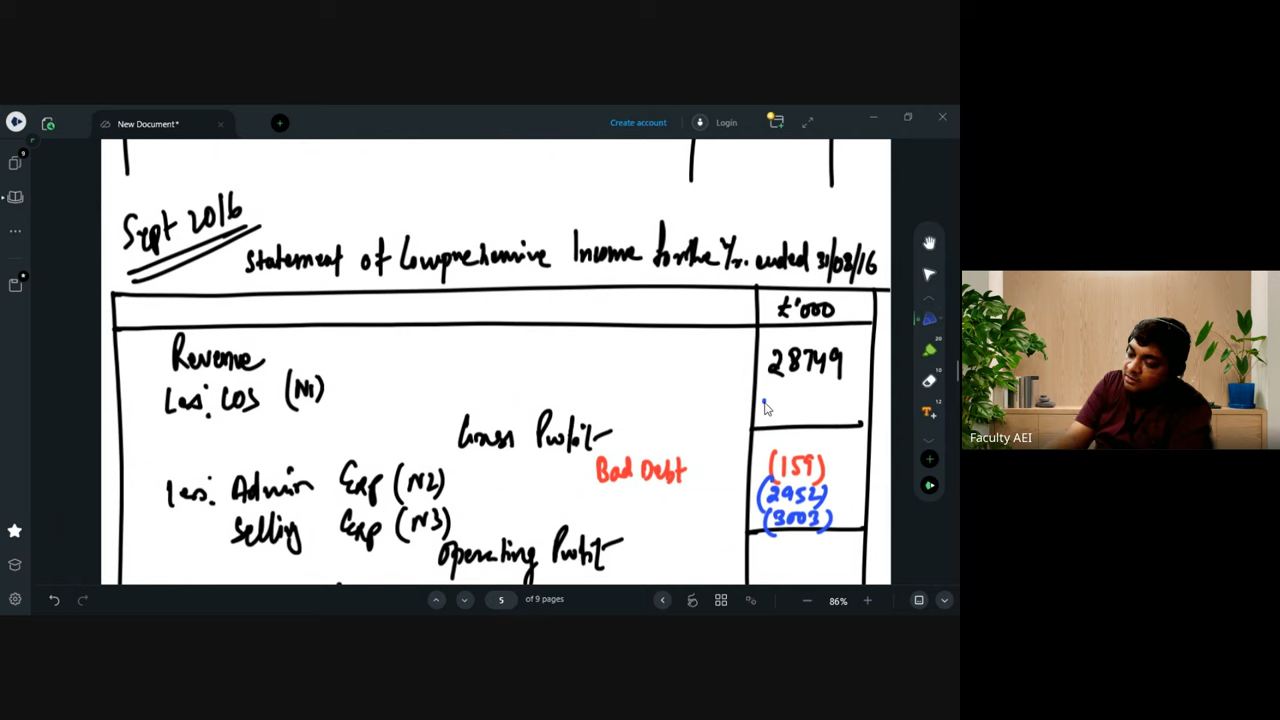 New Document*
Create account
Login
Sept 2016
Statement of Comprehensive Income for the Yr. ended 31/03/16
£'000
Revenue 28749
Les: COS (N1)
Gross Profit
Bad Debt (159)
Les: Admin Exp (N2) (2952)
Selling Exp (N3) (3003)
Operating Profit
Faculty AEI
5 of 9 pages
86%